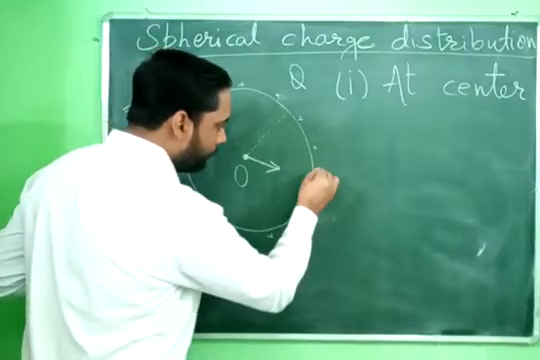 Spherical charge distribution
Q (i) At center
O